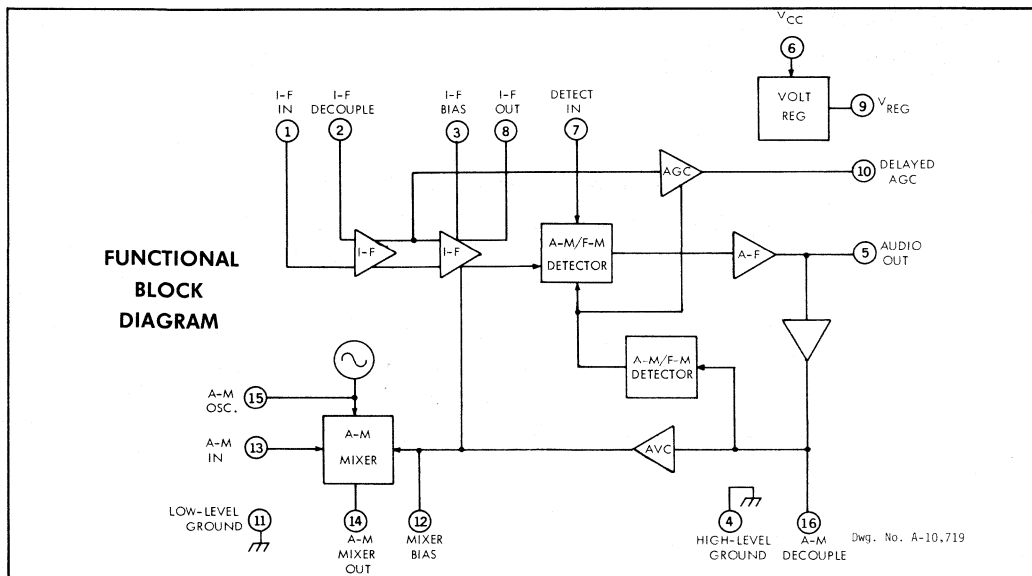 V CC
6
VOLT
REG
9 V REG
I-F
IN
1
I-F
DECOUPLE
2
I-F
BIAS
3
I-F
OUT
8
DETECT
IN
7
AGC
10 DELAYED
AGC
I-F
I-F
A-M/F-M
DETECTOR
A-F
5 AUDIO
OUT
FUNCTIONAL
BLOCK
DIAGRAM
A-M/F-M
DETECTOR
A-M
OSC. 15
A-M
IN 13
A-M
MIXER
AVC
LOW-LEVEL
GROUND 11
14
A-M
MIXER
OUT
12
MIXER
BIAS
HIGH-LEVEL
GROUND
4
16
A-M
DECOUPLE
Dwg. No. A-10,719